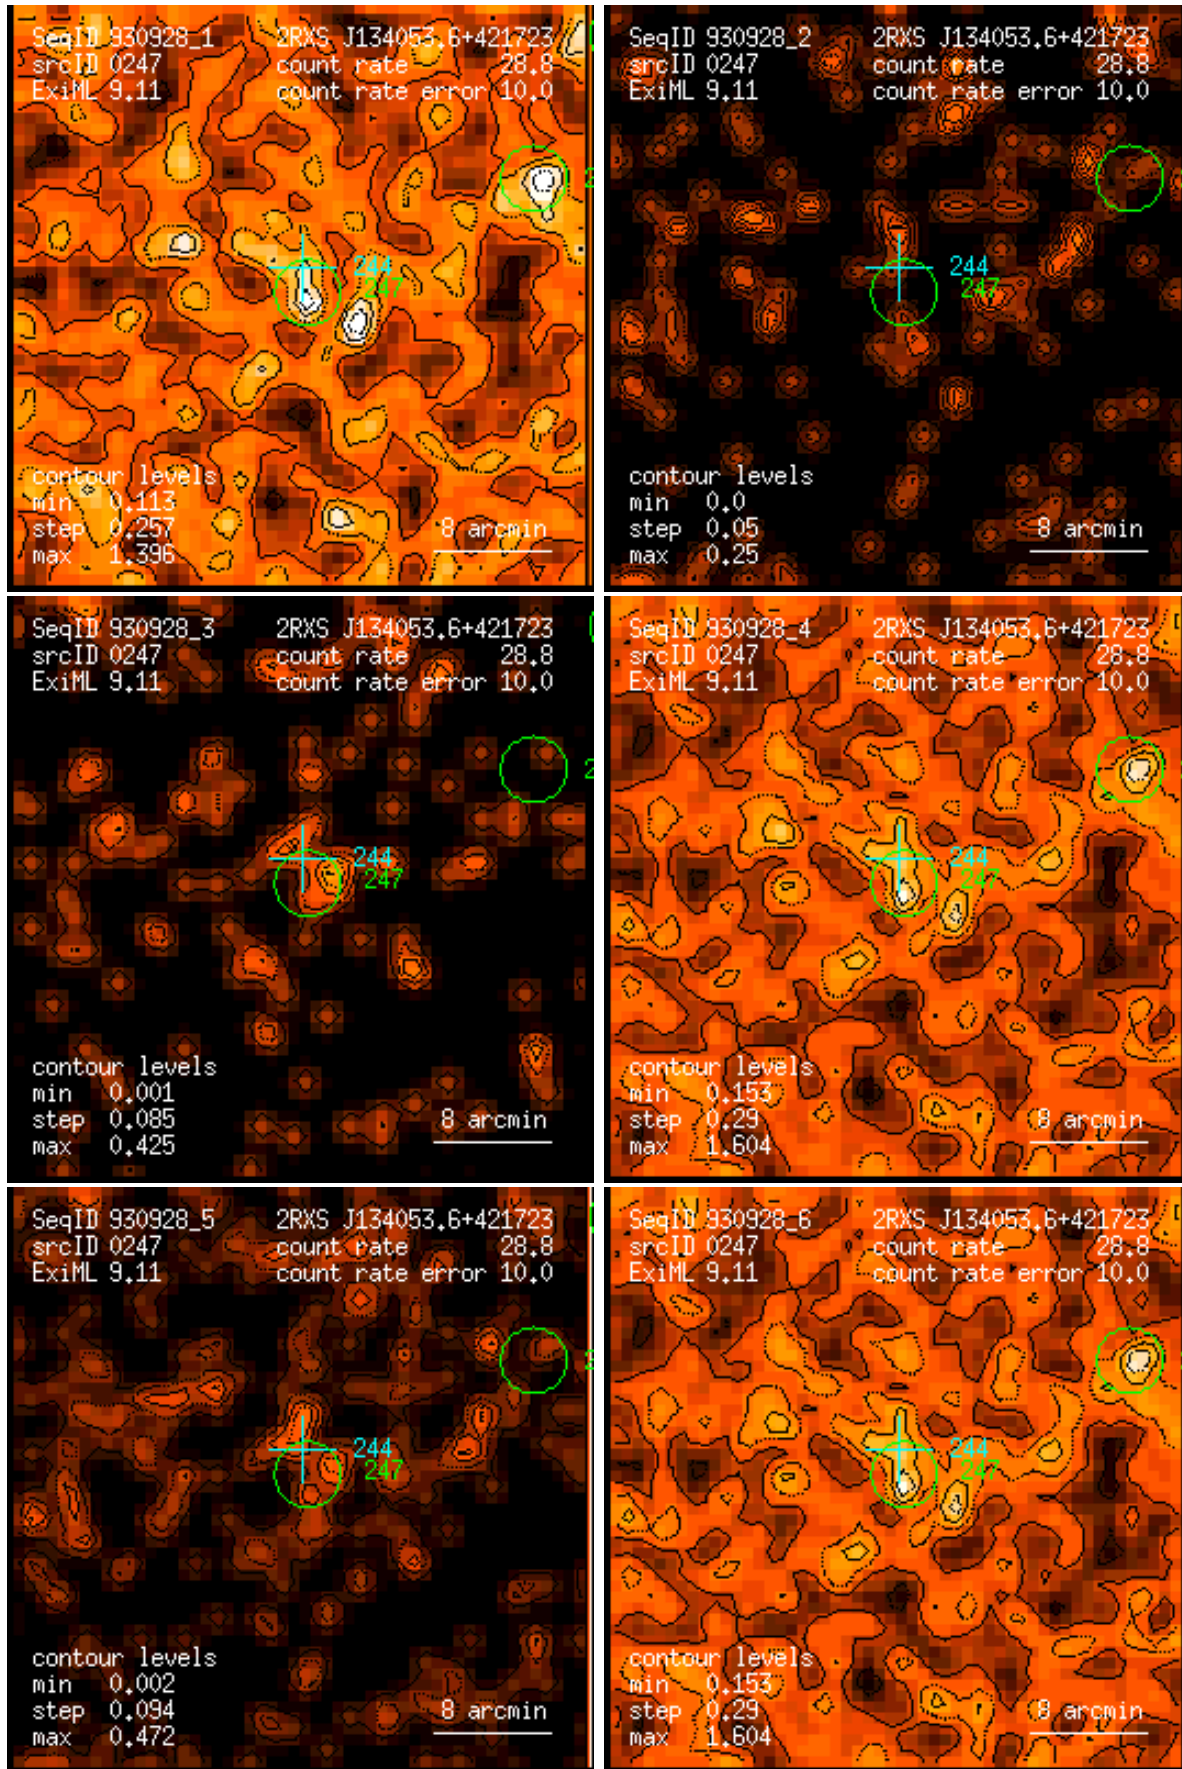 SeqID 930928_1 2RXS J134053.6+421723
srcID 0247 count rate 28.8
ExiML 9.11 count rate error 10.0
244
247
contour levels
min 0.113
step 0.257 8 arcmin
max 1.396
SeqID 930928_2 2RXS J134053.6+421723
srcID 0247 count rate 28.8
ExiML 9.11 count rate error 10.0
244
247
contour levels
min 0.0
step 0.05 8 arcmin
max 0.25
SeqID 930928_3 2RXS J134053.6+421723
srcID 0247 count rate 28.8
ExiML 9.11 count rate error 10.0
244
247
contour levels
min 0.001
step 0.085 8 arcmin
max 0.425
SeqID 930928_4 2RXS J134053.6+421723
srcID 0247 count rate 28.8
ExiML 9.11 count rate error 10.0
244
247
contour levels
min 0.153
step 0.29 8 arcmin
max 1.604
SeqID 930928_5 2RXS J134053.6+421723
srcID 0247 count rate 28.8
ExiML 9.11 count rate error 10.0
244
247
contour levels
min 0.002
step 0.094 8 arcmin
max 0.472
SeqID 930928_6 2RXS J134053.6+421723
srcID 0247 count rate 28.8
ExiML 9.11 count rate error 10.0
244
247
contour levels
min 0.153
step 0.29 8 arcmin
max 1.604